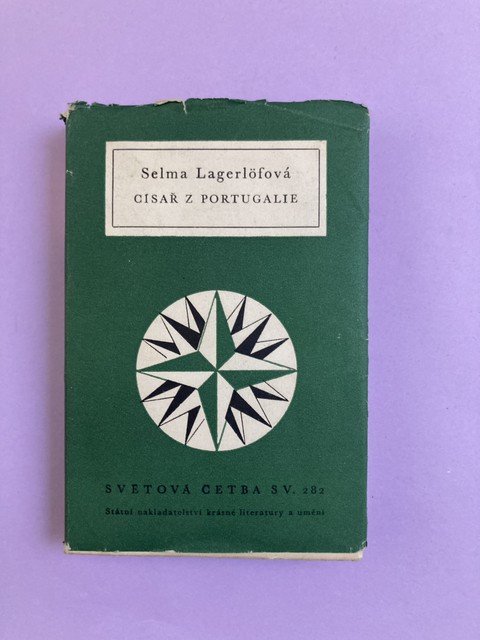 Selma Lagerlöfová
CÍSAŘ Z PORTUGALIE
SVĚTOVÁ ČETBA SV. 282
Státní nakladatelství krásné literatury a umění